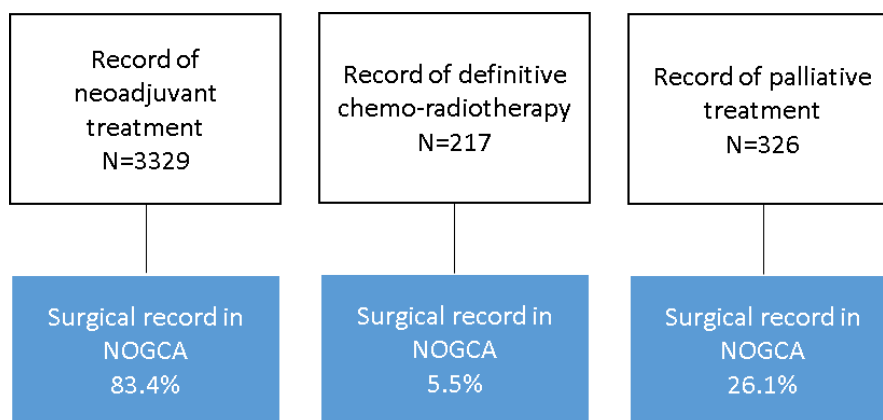 Record of
neoadjuvant
treatment
N=3329
Record of definitive
chemo-radiotherapy
N=217
Record of palliative
treatment
N=326
Surgical record in
NOGCA
83.4%
Surgical record in
NOGCA
5.5%
Surgical record in
NOGCA
26.1%